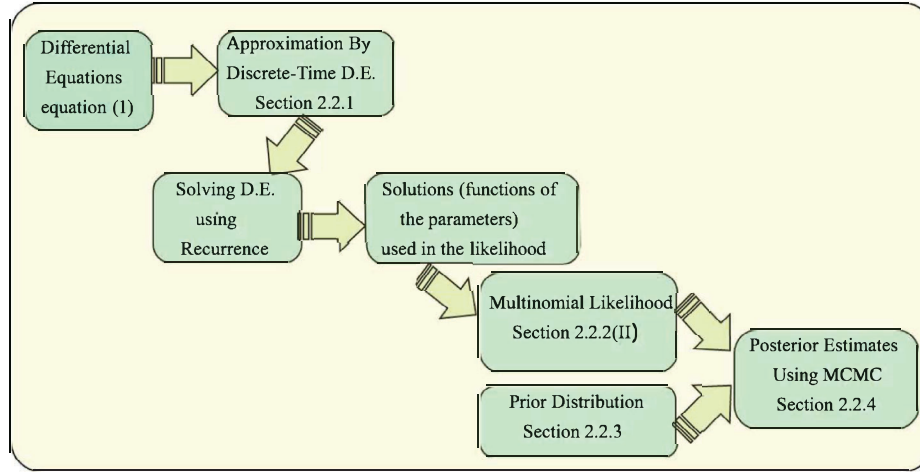 Differential
Equations
equation (1)
Approximation By
Discrete-Time D.E.
Section 2.2.1
Solving D.E.
using
Recurrence
Solutions (functions of
the parameters)
used in the likelihood
Multinomial Likelihood
Section 2.2.2(II)
Prior Distribution
Section 2.2.3
Posterior Estimates
Using MCMC
Section 2.2.4